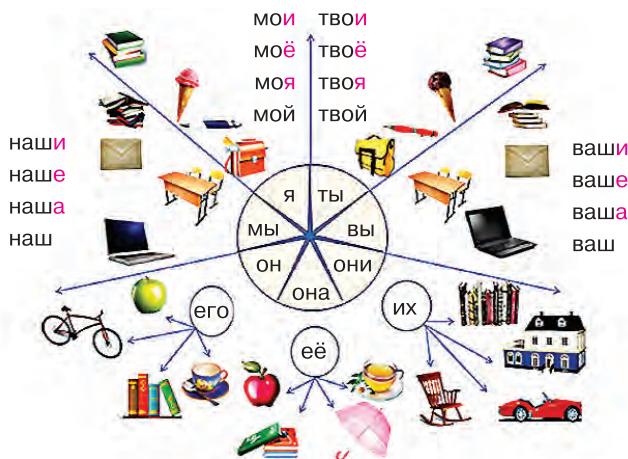 мои твои
моё твоё
моя твоя
мой твой
наши
наше
наша
наш
ваши
ваше
ваша
ваш
я ты
мы вы
он они
она
его
её
их